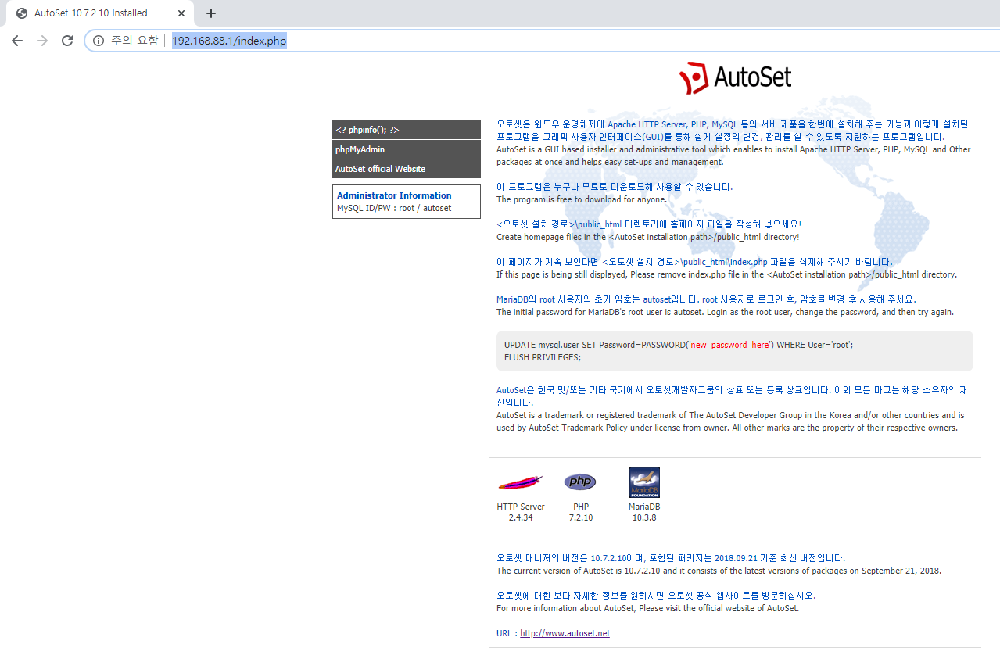 AutoSet 10.7.2.10 Installed
주의 요함
192.168.88.1/index.php
AutoSet
<? phpinfo(); ?>
phpMyAdmin
AutoSet official Website
Administrator Information
MySQL ID/PW : root / autoset
오토셋은 윈도우 운영체제에 Apache HTTP Server, PHP, MySQL 등의 서버 제품을 한번에 설치해 주는 기능과 이렇게 설치된
프로그램을 그래픽 사용자 인터페이스(GUI)를 통해 쉽게 설정의 변경, 관리를 할 수 있도록 지원하는 프로그램입니다.
AutoSet is a GUI based installer and administrative tool which enables to install Apache HTTP Server, PHP, MySQL and Other
packages at once and helps easy set-ups and management.
이 프로그램은 누구나 무료로 다운로드해 사용할 수 있습니다.
The program is free to download for anyone.
<오토셋 설치 경로>\public_html 디렉토리에 홈페이지 파일을 작성해 넣으세요!
Create homepage files in the <AutoSet installation path>/public_html directory!
이 페이지가 계속 보인다면 <오토셋 설치 경로>\public_html\index.php 파일을 삭제해 주시기 바랍니다.
If this page is being still displayed, Please remove index.php file in the <AutoSet installation path>/public_html directory.
MariaDB의 root 사용자의 초기 암호는 autoset입니다. root 사용자로 로그인 후, 암호를 변경 후 사용해 주세요.
The initial password for MariaDB's root user is autoset. Login as the root user, change the password, and then try again.
UPDATE mysql.user SET Password=PASSWORD('new_password_here') WHERE User='root';
FLUSH PRIVILEGES;
AutoSet은 한국 및/또는 기타 국가에서 오토셋개발자그룹의 상표 또는 등록 상표입니다. 이외 모든 마크는 해당 소유자의 재
산입니다.
AutoSet is a trademark or registered trademark of The AutoSet Developer Group in the Korea and/or other countries and is
used by AutoSet-Trademark-Policy under license from owner. All other marks are the property of their respective owners.
php
MariaDB
FOUNDATION
HTTP Server
2.4.34
PHP
7.2.10
MariaDB
10.3.8
오토셋 매니저의 버전은 10.7.2.10이며, 포함된 패키지는 2018.09.21 기준 최신 버전입니다.
The current version of AutoSet is 10.7.2.10 and it consists of the latest versions of packages on September 21, 2018.
오토셋에 대한 보다 자세한 정보를 원하시면 오토셋 공식 웹사이트를 방문하십시오.
For more information about AutoSet, Please visit the official website of AutoSet.
URL : http://www.autoset.net